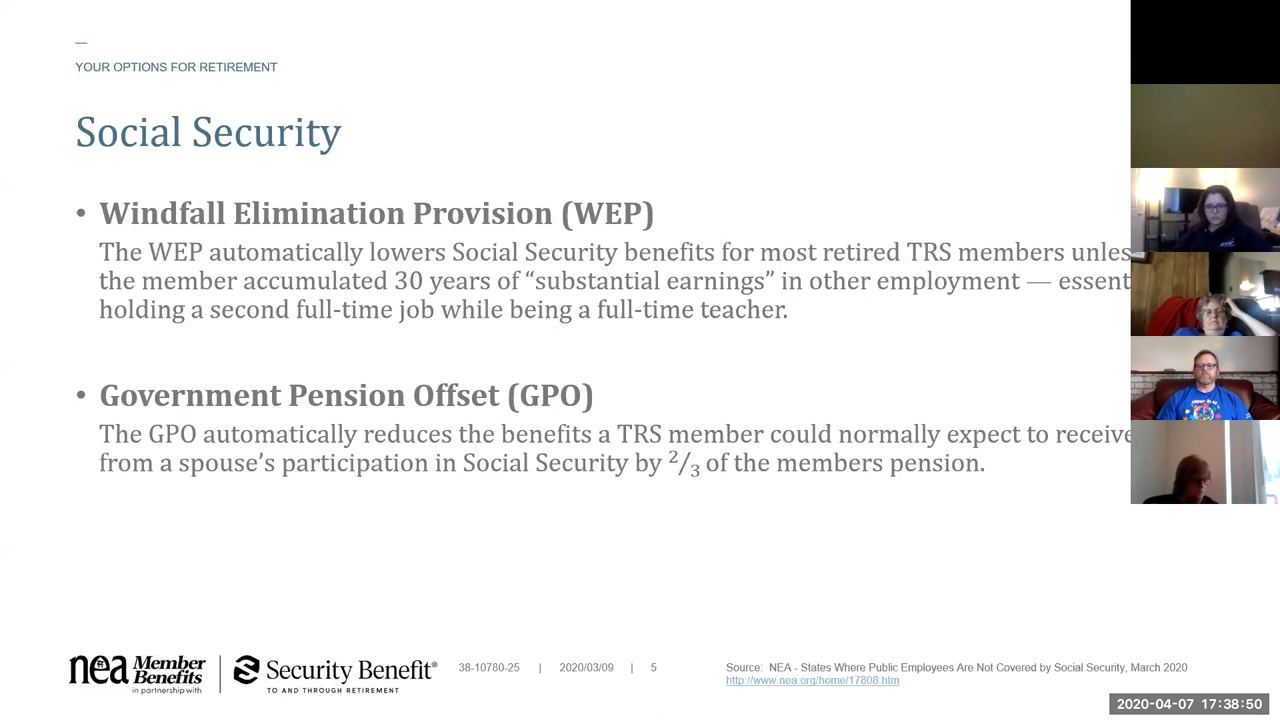 YOUR OPTIONS FOR RETIREMENT
Social Security
• Windfall Elimination Provision (WEP)
The WEP automatically lowers Social Security benefits for most retired TRS members unles
the member accumulated 30 years of “substantial earnings” in other employment — essent
holding a second full-time job while being a full-time teacher.
• Government Pension Offset (GPO)
The GPO automatically reduces the benefits a TRS member could normally expect to receive
from a spouse’s participation in Social Security by 2/3 of the members pension.
nea Member Benefits
in partnership with
Security Benefit®
TO AND THROUGH RETIREMENT
38-10780-25 | 2020/03/09 | 5
Source: NEA - States Where Public Employees Are Not Covered by Social Security, March 2020
http://www.nea.org/home/17808.htm
2020-04-07 17:38:50